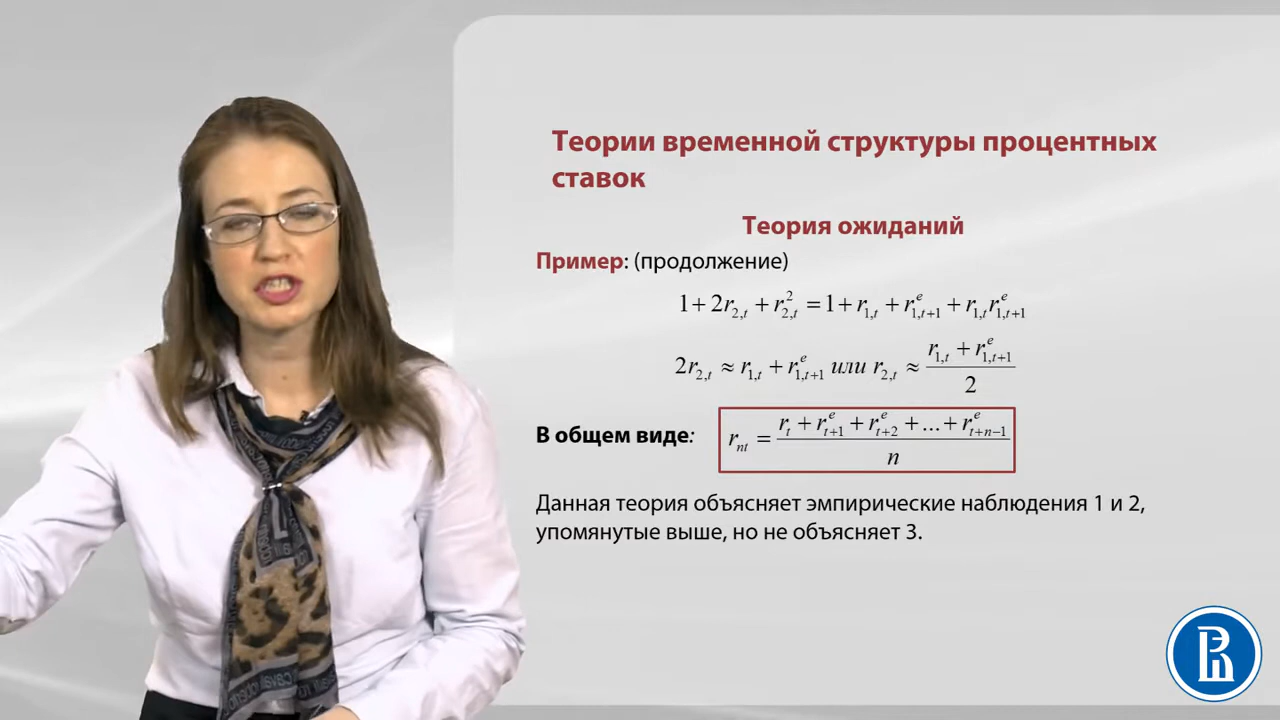 Теории временной структуры процентных
ставок
Теория ожиданий
Пример: (продолжение)
1 + 2r_{2,t} + r_{2,t}^2 = 1 + r_{1,t} + r_{1,t+1}^e + r_{1,t}r_{1,t+1}^e
2r_{2,t} ≈ r_{1,t} + r_{1,t+1}^e или r_{2,t} ≈ \frac{r_{1,t} + r_{1,t+1}^e}{2}
В общем виде: r_{nt} = \frac{r_t + r_{t+1}^e + r_{t+2}^e + ... + r_{t+n-1}^e}{n}
Данная теория объясняет эмпирические наблюдения 1 и 2,
упомянутые выше, но не объясняет 3.